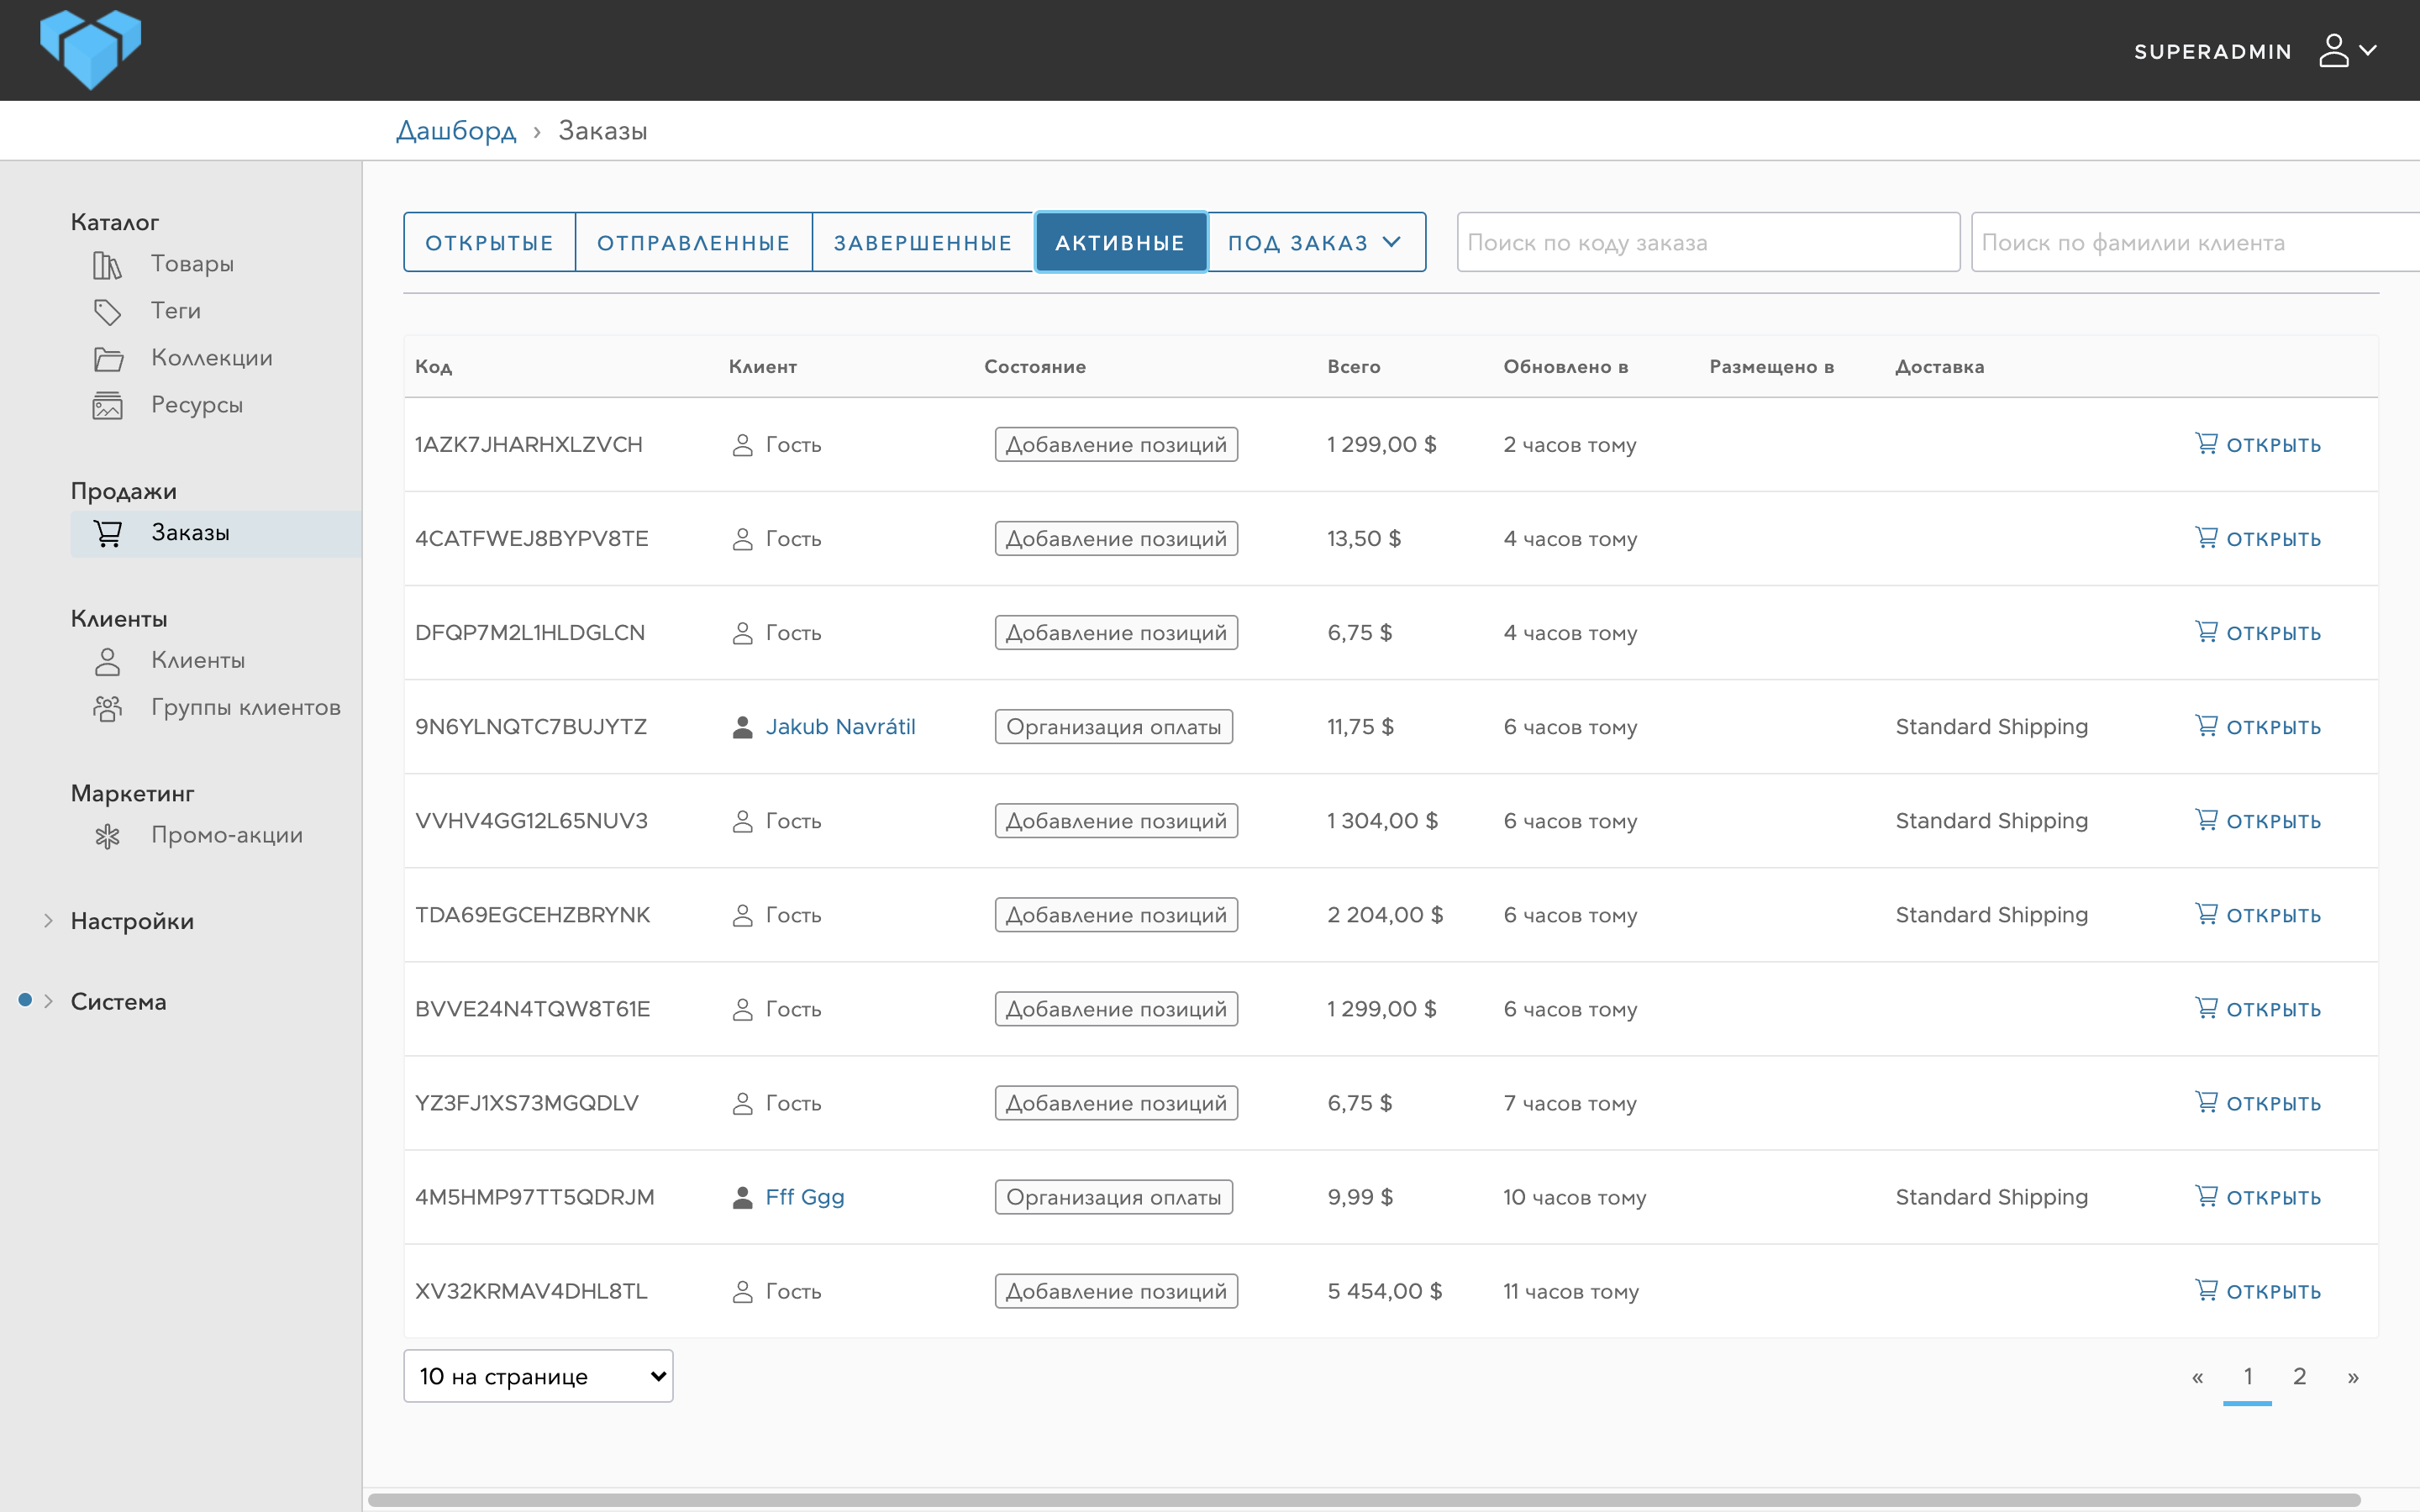 SUPERADMIN
Дашборд › Заказы
Каталог
Товары
Теги
Коллекции
Ресурсы
Продажи
Заказы
Клиенты
Клиенты
Группы клиентов
Маркетинг
Промо-акции
Настройки
Система
ОТКРЫТЫЕ ОТПРАВЛЕННЫЕ ЗАВЕРШЕННЫЕ АКТИВНЫЕ ПОД ЗАКАЗ Поиск по коду заказа Поиск по фамилии клиента
Код Клиент Состояние Всего Обновлено в Размещено в Доставка
1AZK7JHARHXLZVCH Гость Добавление позиций 1 299,00 $ 2 часов тому ОТКРЫТЬ
4CATFWEJ8BYPV8TE Гость Добавление позиций 13,50 $ 4 часов тому ОТКРЫТЬ
DFQP7M2L1HLDGLCN Гость Добавление позиций 6,75 $ 4 часов тому ОТКРЫТЬ
9N6YLNQTC7BUJYTZ Jakub Navrátil Организация оплаты 11,75 $ 6 часов тому Standard Shipping ОТКРЫТЬ
VVHV4GG12L65NUV3 Гость Добавление позиций 1 304,00 $ 6 часов тому Standard Shipping ОТКРЫТЬ
TDA69EGCEHZBRYNK Гость Добавление позиций 2 204,00 $ 6 часов тому Standard Shipping ОТКРЫТЬ
BVVE24N4TQW8T61E Гость Добавление позиций 1 299,00 $ 6 часов тому ОТКРЫТЬ
YZ3FJ1XS73MGQDLV Гость Добавление позиций 6,75 $ 7 часов тому ОТКРЫТЬ
4M5HMP97TT5QDRJM Fff Ggg Организация оплаты 9,99 $ 10 часов тому Standard Shipping ОТКРЫТЬ
XV32KRMAV4DHL8TL Гость Добавление позиций 5 454,00 $ 11 часов тому ОТКРЫТЬ
10 на странице « 1 2 »